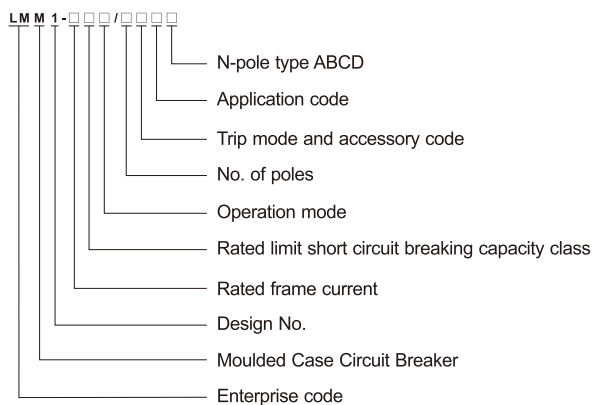 LMM1-□□□/□□□□
N-pole type ABCD
Application code
Trip mode and accessory code
No. of poles
Operation mode
Rated limit short circuit breaking capacity class
Rated frame current
Design No.
Moulded Case Circuit Breaker
Enterprise code